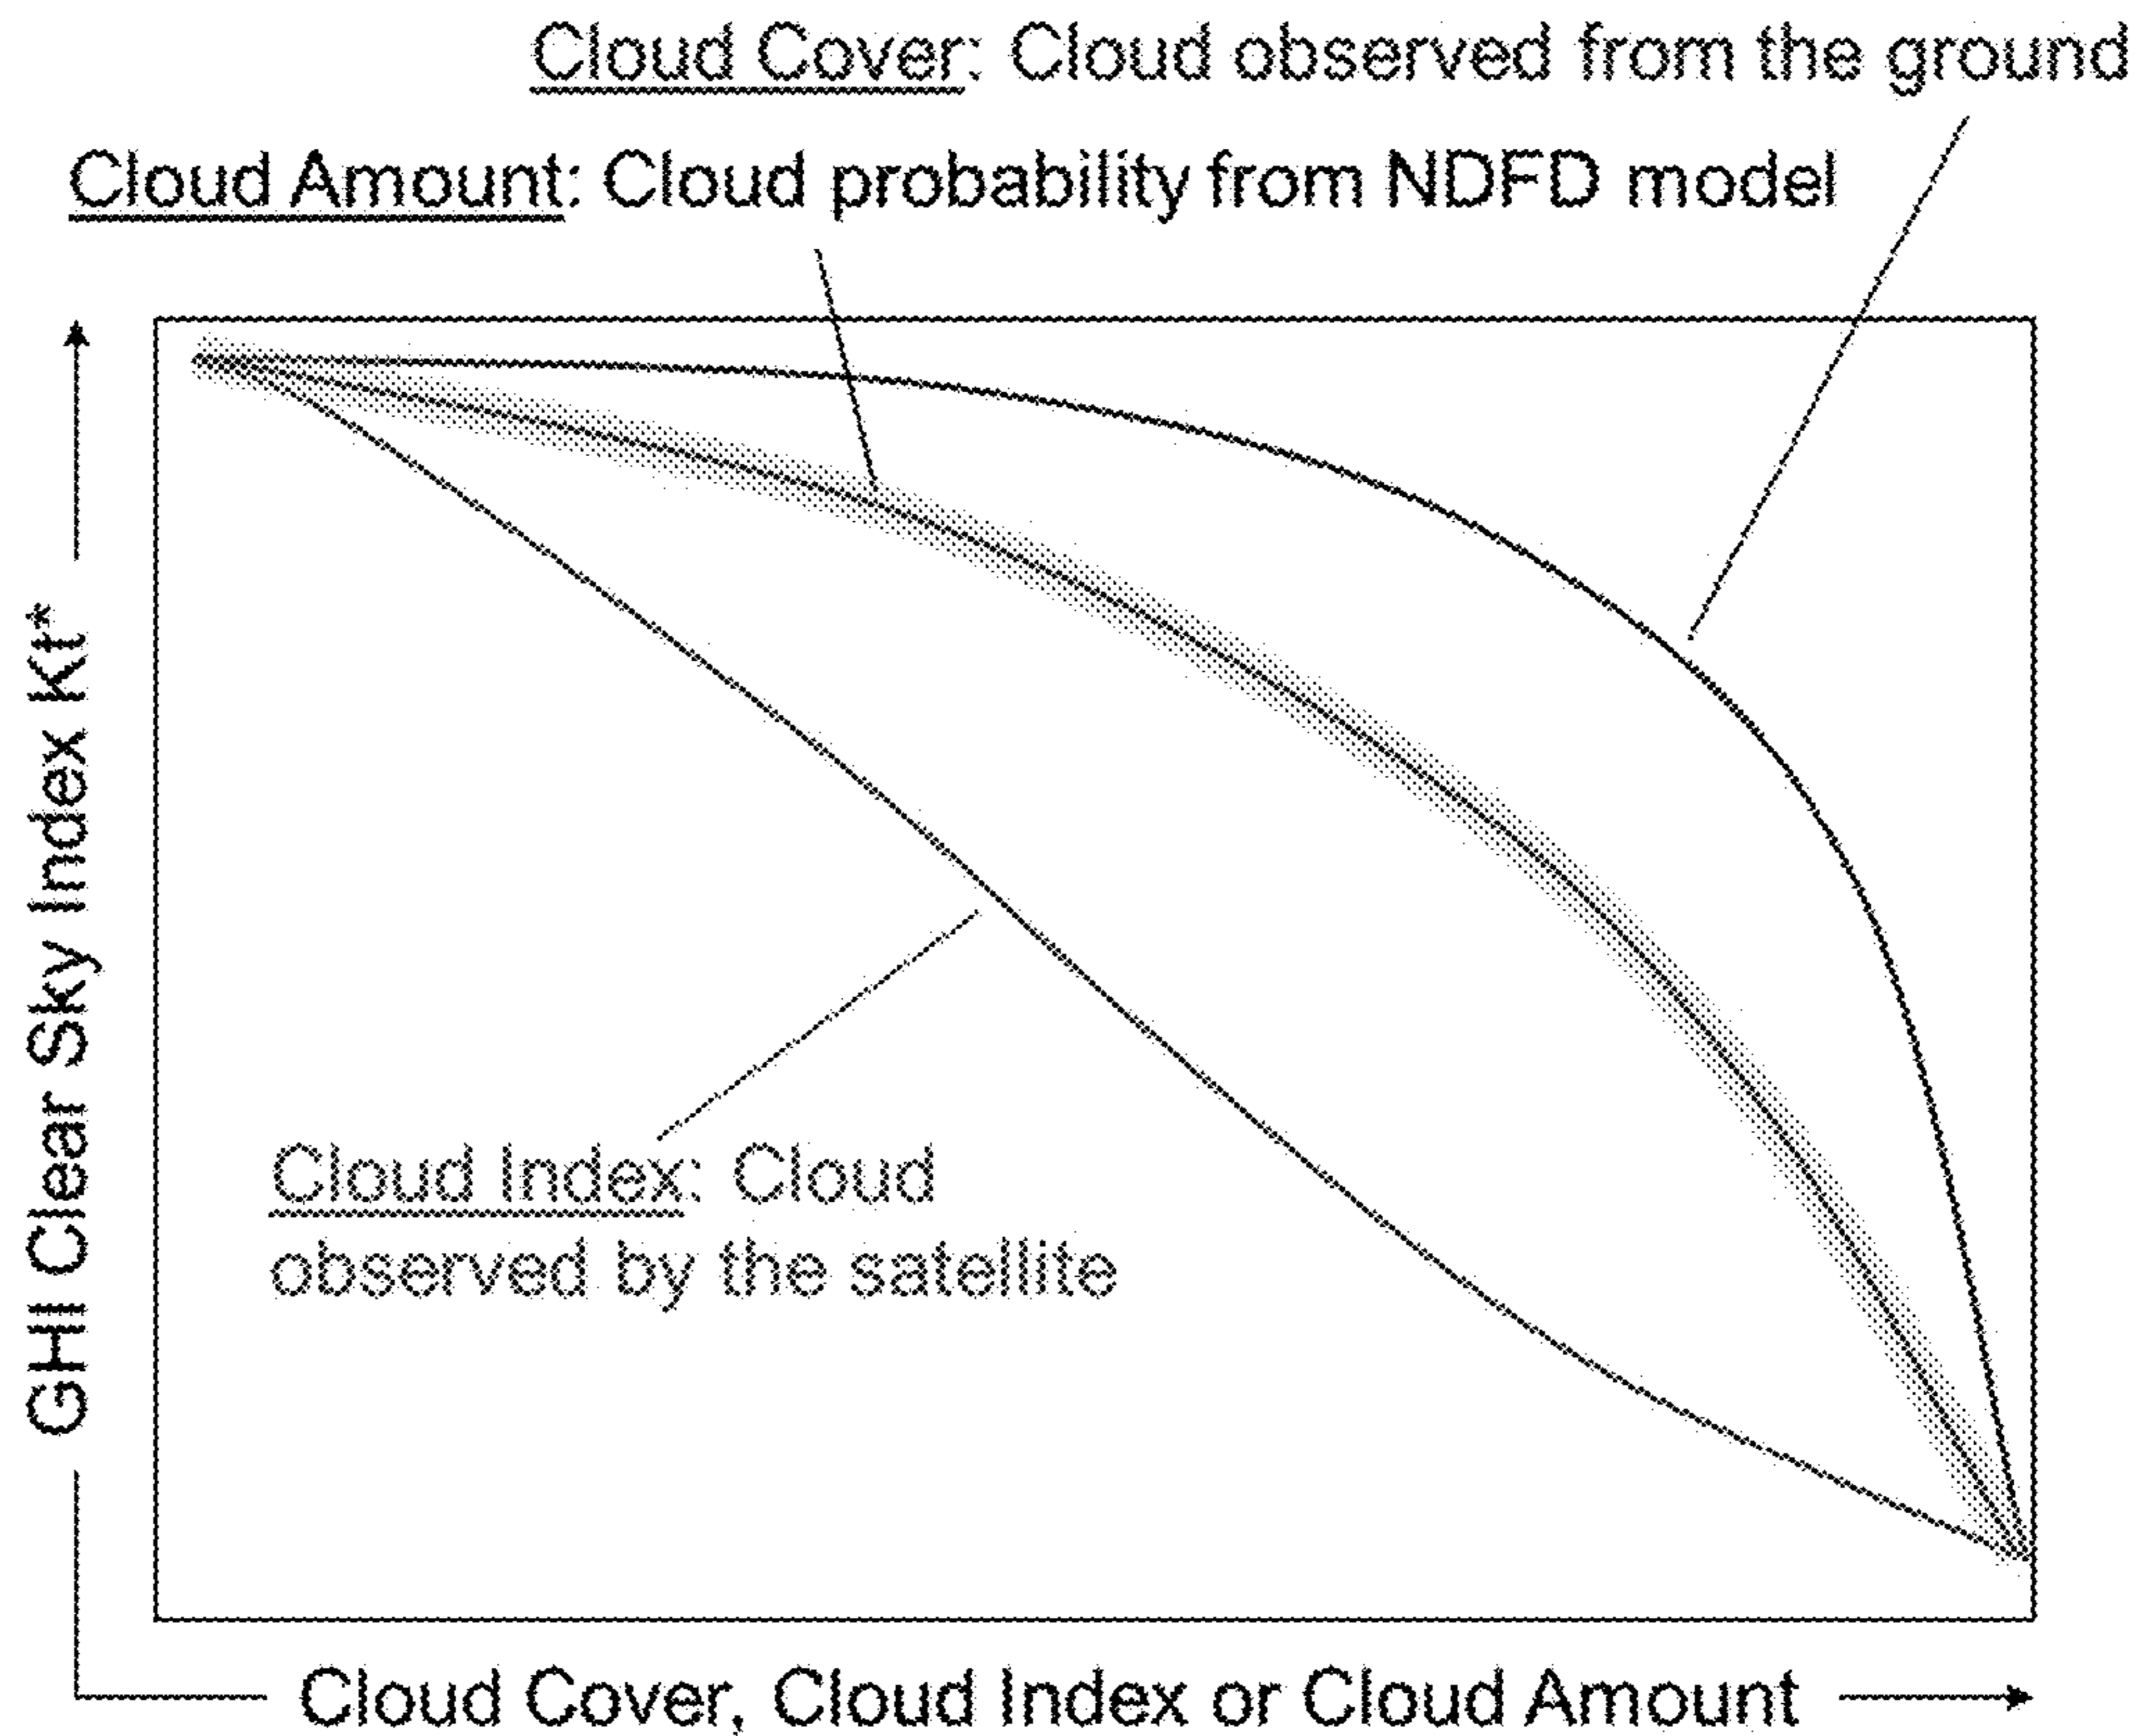 Cloud Cover: Cloud observed from the ground
Cloud Amount: Cloud probability from NDFD model
GHI Clear Sky Index Kt*
Cloud Index: Cloud
observed by the satellite
Cloud Cover, Cloud Index or Cloud Amount